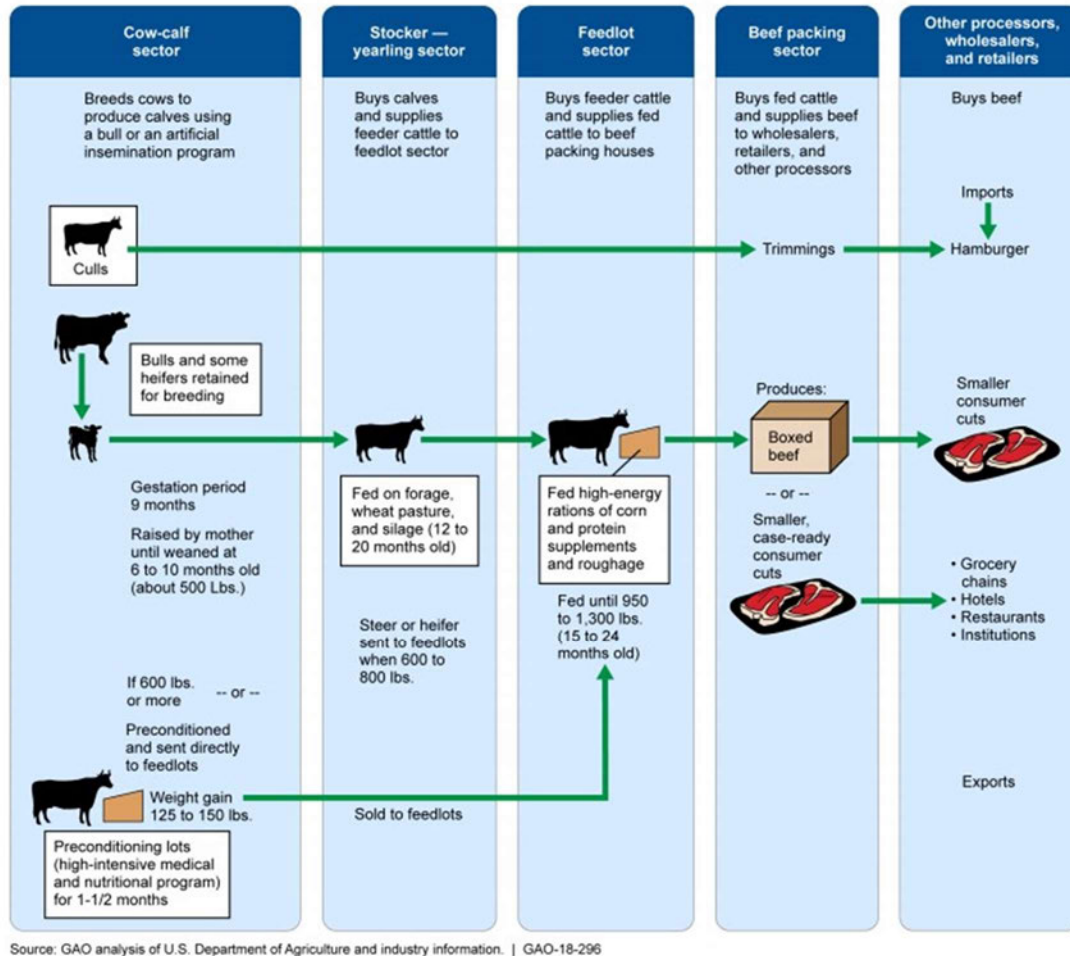 Cow-calf
sector
Breeds cows to
produce calves using
a bull or an artificial
insemination program
Culls
Bulls and some
heifers retained
for breeding
Gestation period
9 months
Raised by mother
until weaned at
6 to 10 months old
(about 500 Lbs.)
If 600 lbs.
or more
-- or --
Preconditioned
and sent directly
to feedlots
Weight gain
125 to 150 lbs.
Preconditioning lots
(high-intensive medical
and nutritional program)
for 1-1/2 months
Stocker —
yearling sector
Buys calves
and supplies
feeder cattle to
feedlot sector
Fed on forage,
wheat pasture,
and silage (12 to
20 months old)
Steer or heifer
sent to feedlots
when 600 to
800 lbs.
Sold to feedlots
Feedlot
sector
Buys feeder cattle
and supplies fed
cattle to beef
packing houses
Fed high-energy
rations of corn
and protein
supplements
and roughage
Fed until 950
to 1,300 lbs.
(15 to 24
months old)
Beef packing
sector
Buys fed cattle
and supplies beef
to wholesalers,
retailers, and
other processors
Trimmings
Produces:
Boxed
beef
-- or --
Smaller,
case-ready
consumer
cuts
Other processors,
wholesalers,
and retailers
Buys beef
Imports
Hamburger
Smaller
consumer
cuts
• Grocery
chains
• Hotels
• Restaurants
• Institutions
Exports
Source: GAO analysis of U.S. Department of Agriculture and industry information. | GAO-18-296